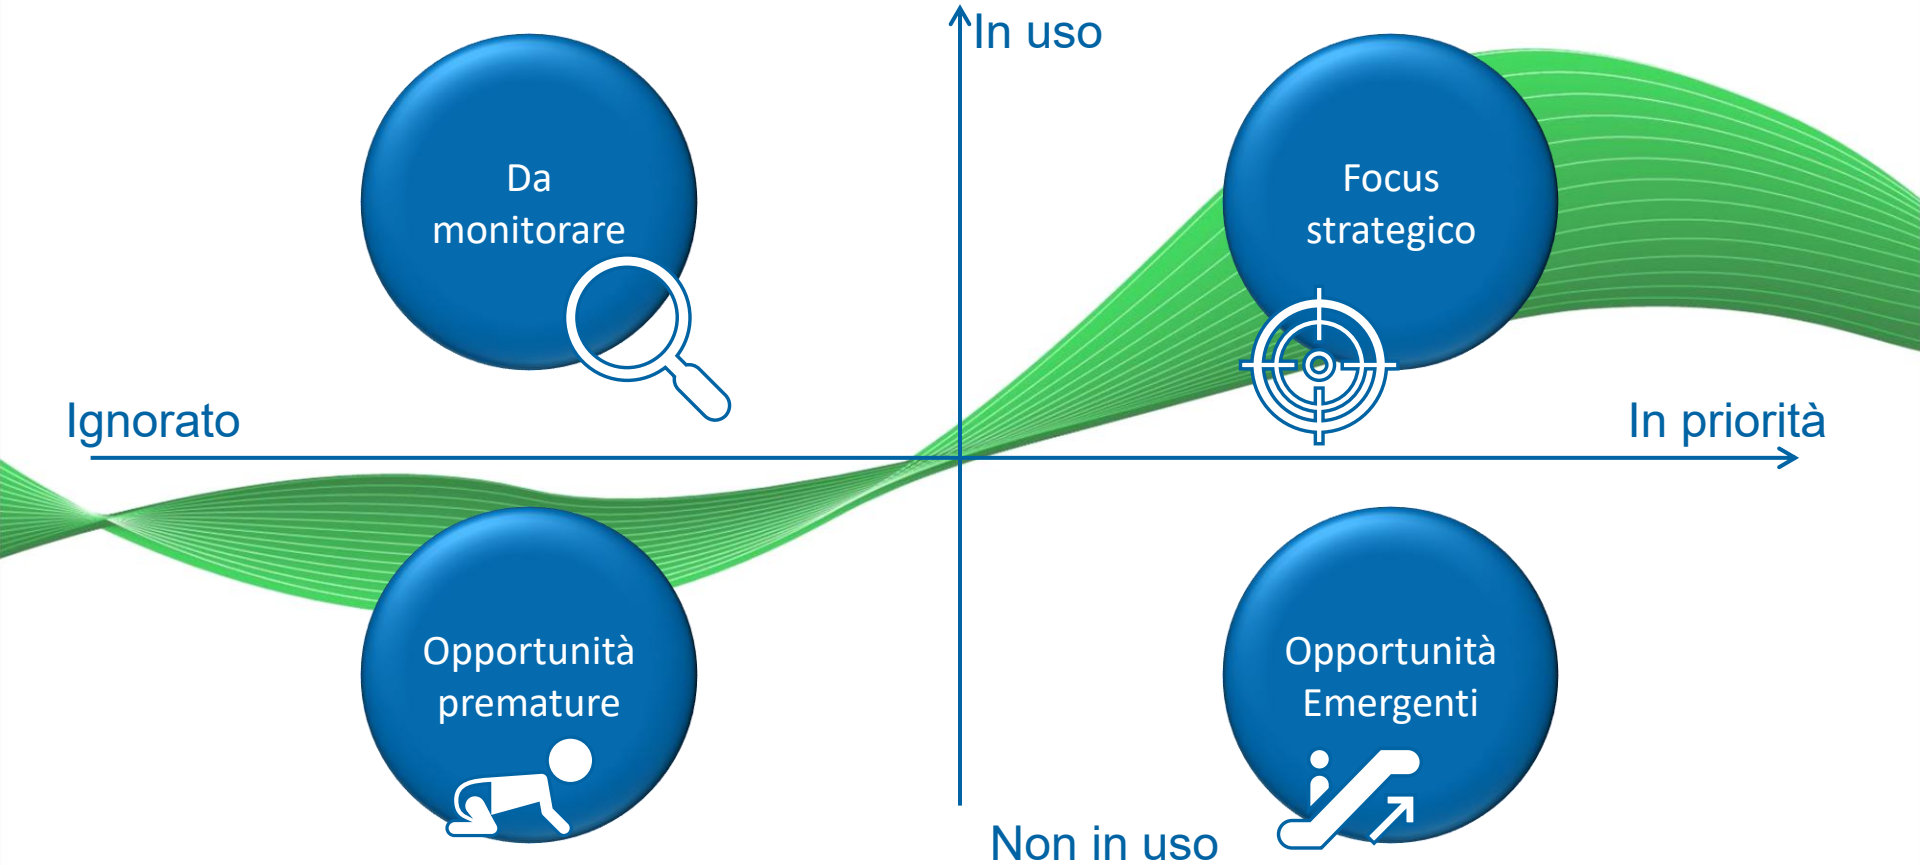 In uso
Da
monitorare
Focus
strategico
Ignorato
In priorità
Opportunità
premature
Opportunità
Emergenti
Non in uso